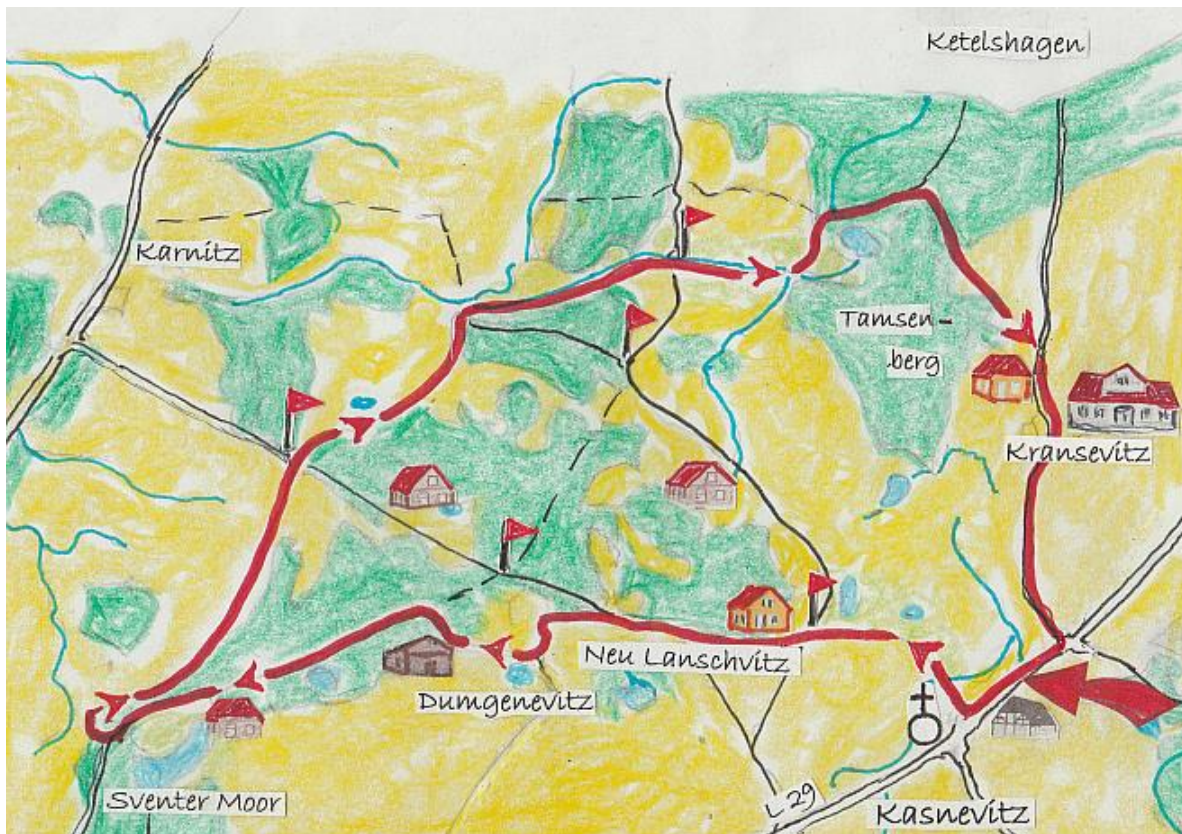 Ketelshagen
Karnitz
Tamsen-
berg
Kransevitz
Neu Lanschvitz
Dumgenevitz
Sventer Moor
L 29
Kasnevitz